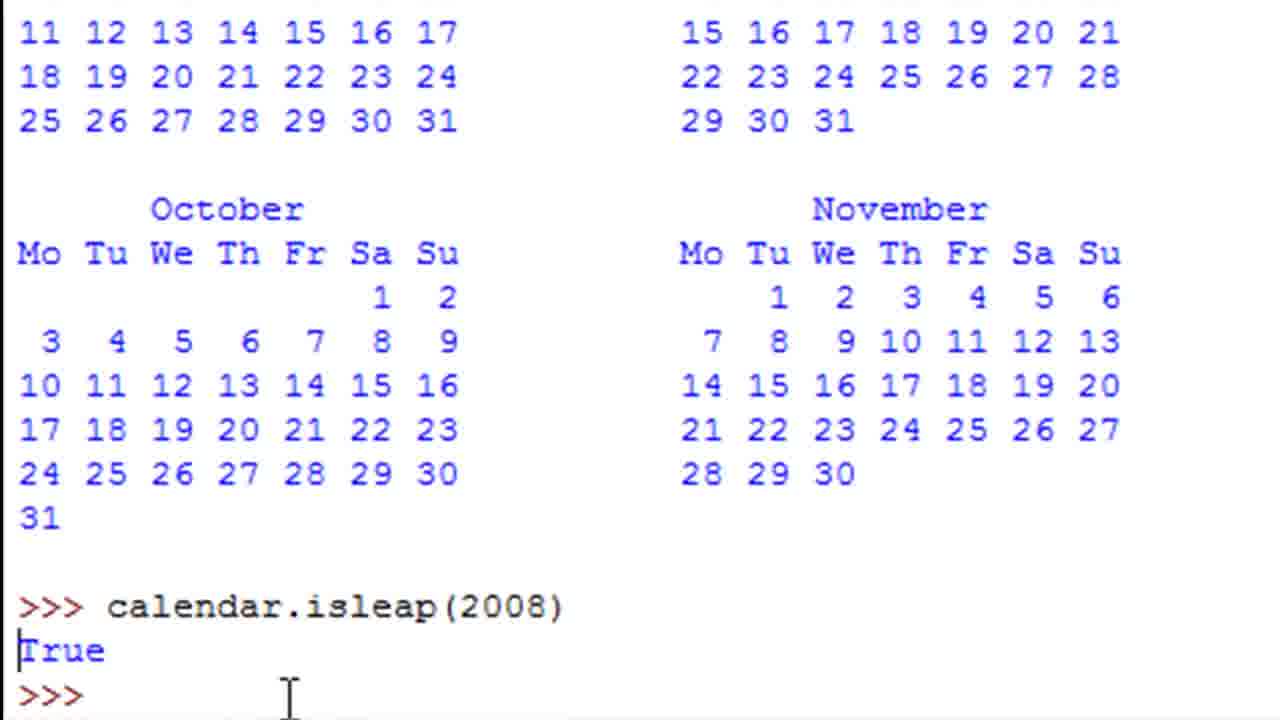 11 12 13 14 15 16 17          15 16 17 18 19 20 21
18 19 20 21 22 23 24          22 23 24 25 26 27 28
25 26 27 28 29 30 31          29 30 31
      October                       November
Mo Tu We Th Fr Sa Su          Mo Tu We Th Fr Sa Su
                1  2              1  2  3  4  5  6
 3  4  5  6  7  8  9           7  8  9 10 11 12 13
10 11 12 13 14 15 16          14 15 16 17 18 19 20
17 18 19 20 21 22 23          21 22 23 24 25 26 27
24 25 26 27 28 29 30          28 29 30
31
>>> calendar.isleap(2008)
True
>>>